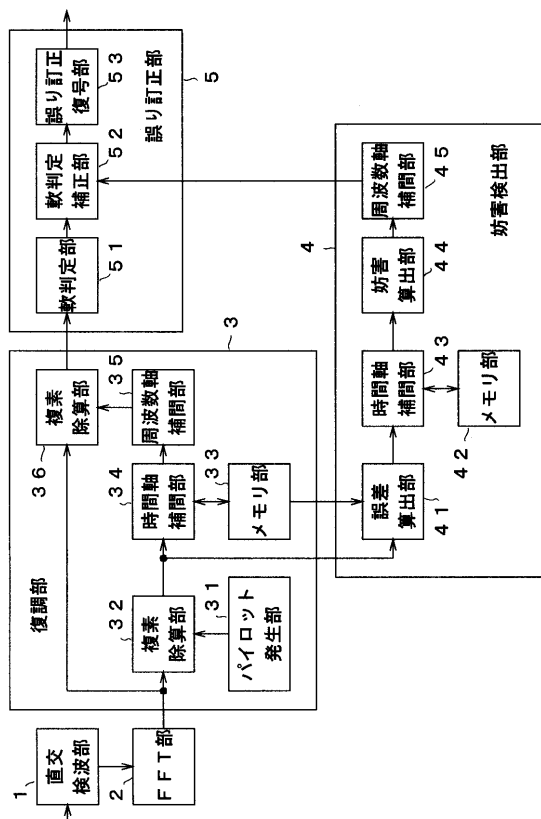 1
直交
検波部
2
FFT部
復調部
3
36
複素
除算部
32
複素
除算部
31
パイロット
発生部
34
時間軸
補間部
35
周波数軸
補間部
33
メモリ部
誤り訂正部
5
51
軟判定部
52
軟判定
補正部
53
誤り訂正
復号部
4
妨害検出部
41
誤差
算出部
42
メモリ部
43
時間軸
補間部
44
妨害
算出部
45
周波数軸
補間部